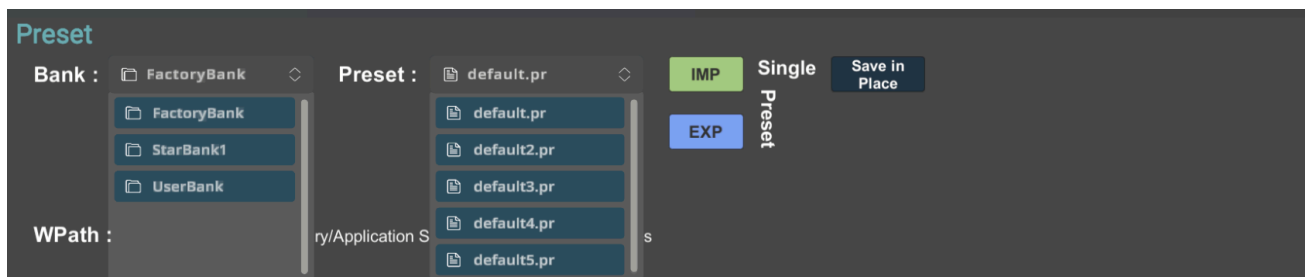 Preset
Bank : FactoryBank Preset : default.pr IMP Single Preset Save in Place
FactoryBank default.pr
EXP
StarBank1 default2.pr
UserBank default3.pr
default4.pr
WPath : ry/Application S s
default5.pr